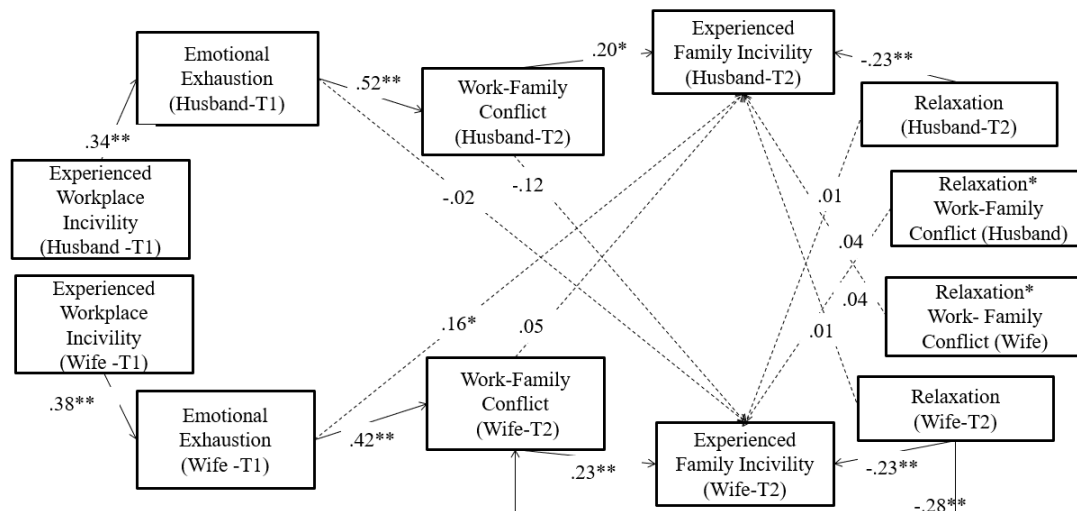 Emotional
Exhaustion
(Husband-T1)
.34**
Experienced
Workplace
Incivility
(Husband -T1)
Experienced
Workplace
Incivility
(Wife -T1)
.38**
Emotional
Exhaustion
(Wife -T1)
.52**
-.02
.16*
.42**
Work-Family
Conflict
(Husband-T2)
.20*
-.12
.05
Work-Family
Conflict
(Wife-T2)
.23**
Experienced
Family Incivility
(Husband-T2)
Experienced
Family Incivility
(Wife-T2)
-.23**
.01
.04
.04
.01
-.23**
-.28**
Relaxation
(Husband-T2)
Relaxation*
Work-Family
Conflict (Husband)
Relaxation*
Work- Family
Conflict (Wife)
Relaxation
(Wife-T2)